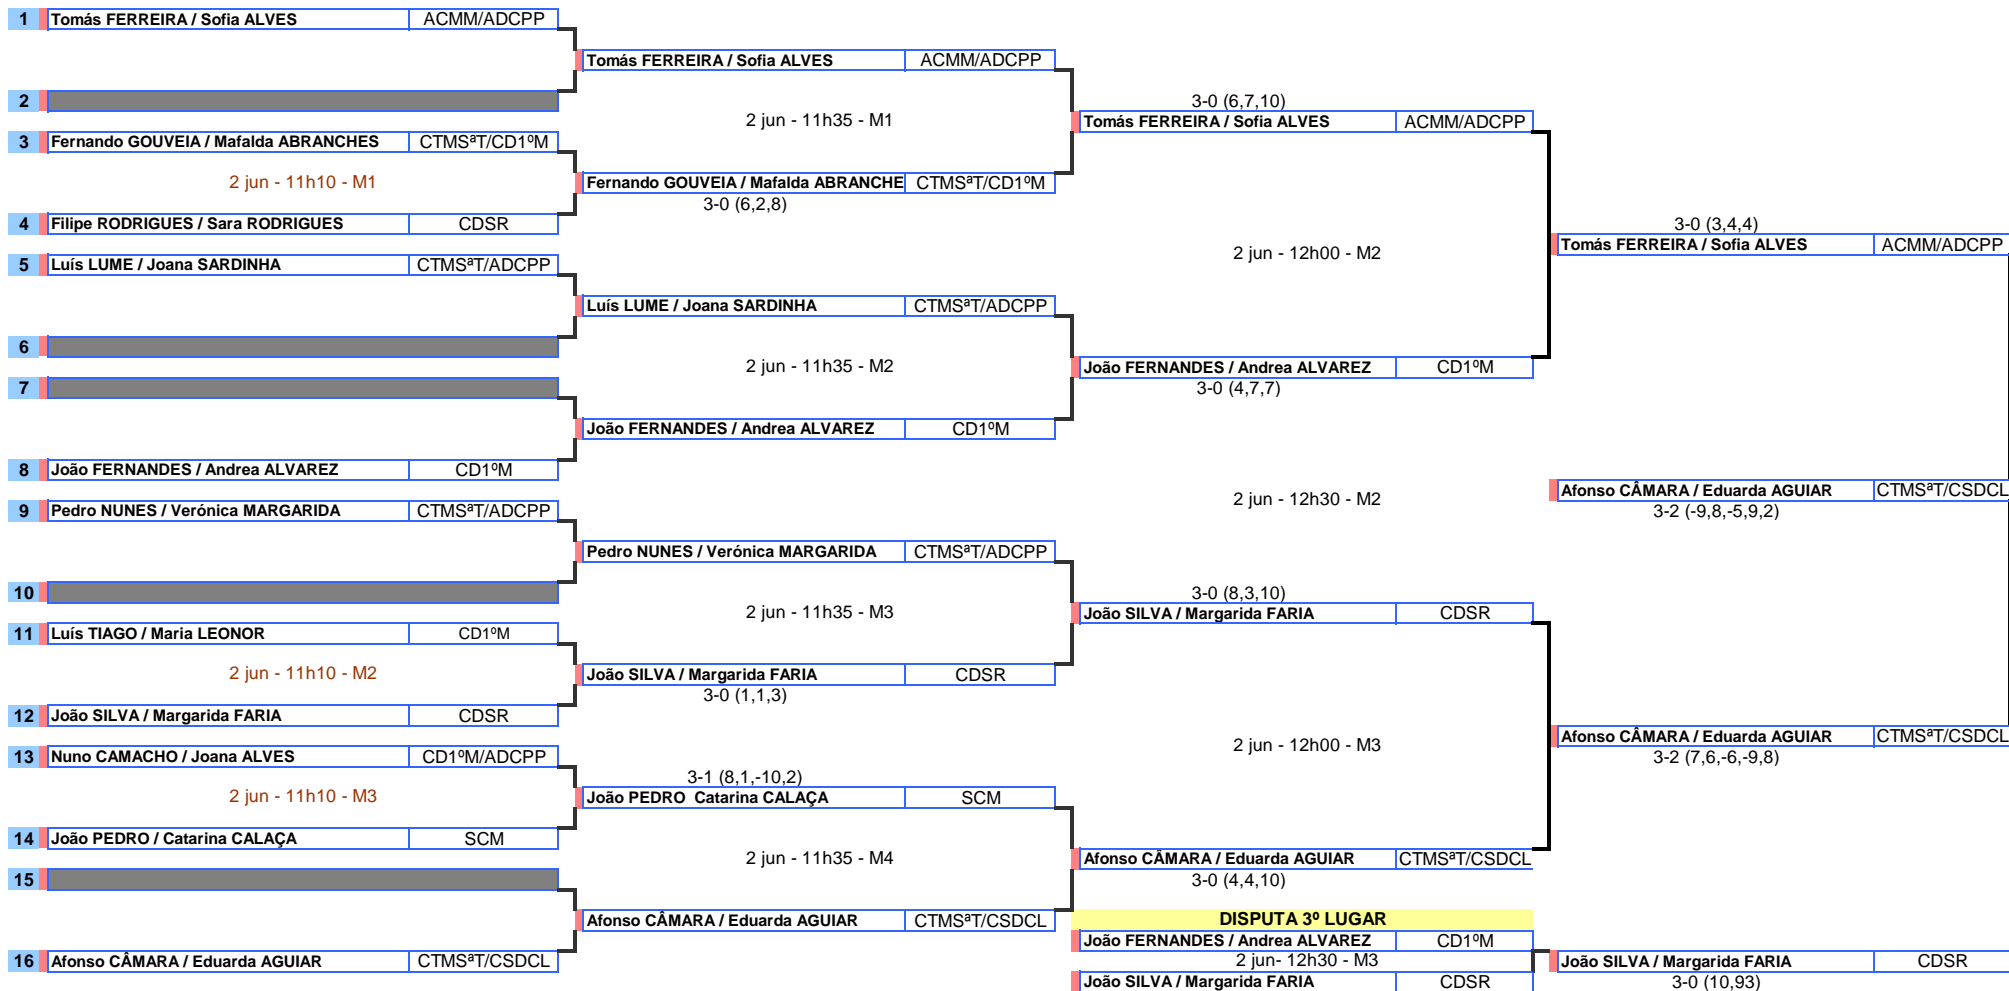 1 Tomás FERREIRA / Sofia ALVES ACMM/ADCPP
2
3 Fernando GOUVEIA / Mafalda ABRANCHES CTMSªT/CD1ºM
2 jun - 11h10 - M1
4 Filipe RODRIGUES / Sara RODRIGUES CDSR
5 Luís LUME / Joana SARDINHA CTMSªT/ADCPP
6
7
8 João FERNANDES / Andrea ALVAREZ CD1ºM
9 Pedro NUNES / Verónica MARGARIDA CTMSªT/ADCPP
10
11 Luís TIAGO / Maria LEONOR CD1ºM
2 jun - 11h10 - M2
12 João SILVA / Margarida FARIA CDSR
13 Nuno CAMACHO / Joana ALVES CD1ºM/ADCPP
2 jun - 11h10 - M3
14 João PEDRO / Catarina CALAÇA SCM
15
16 Afonso CÂMARA / Eduarda AGUIAR CTMSªT/CSDCL
Tomás FERREIRA / Sofia ALVES ACMM/ADCPP
2 jun - 11h35 - M1
Fernando GOUVEIA / Mafalda ABRANCHE CTMSªT/CD1ºM
3-0 (6,2,8)
Luís LUME / Joana SARDINHA CTMSªT/ADCPP
2 jun - 11h35 - M2
João FERNANDES / Andrea ALVAREZ CD1ºM
Pedro NUNES / Verónica MARGARIDA CTMSªT/ADCPP
2 jun - 11h35 - M3
João SILVA / Margarida FARIA CDSR
3-0 (1,1,3)
3-1 (8,1,-10,2)
João PEDRO Catarina CALAÇA SCM
2 jun - 11h35 - M4
Afonso CÂMARA / Eduarda AGUIAR CTMSªT/CSDCL
3-0 (6,7,10)
Tomás FERREIRA / Sofia ALVES ACMM/ADCPP
2 jun - 12h00 - M2
João FERNANDES / Andrea ALVAREZ CD1ºM
3-0 (4,7,7)
2 jun - 12h30 - M2
3-0 (8,3,10)
João SILVA / Margarida FARIA CDSR
2 jun - 12h00 - M3
Afonso CÂMARA / Eduarda AGUIAR CTMSªT/CSDCL
3-0 (4,4,10)
DISPUTA 3º LUGAR
João FERNANDES / Andrea ALVAREZ CD1ºM
2 jun- 12h30 - M3
João SILVA / Margarida FARIA CDSR
3-0 (3,4,4)
Tomás FERREIRA / Sofia ALVES ACMM/ADCPP
Afonso CÂMARA / Eduarda AGUIAR CTMSªT/CSDCL
3-2 (-9,8,-5,9,2)
Afonso CÂMARA / Eduarda AGUIAR CTMSªT/CSDCL
3-2 (7,6,-6,-9,8)
João SILVA / Margarida FARIA CDSR
3-0 (10,93)